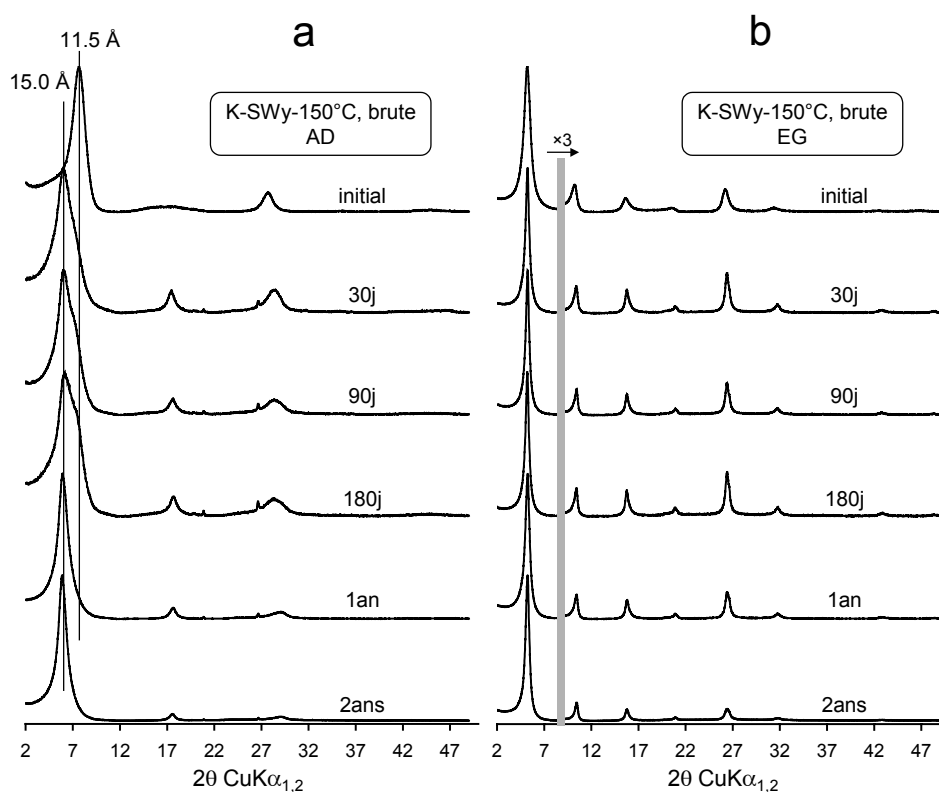 a
11.5 Å
15.0 Å
K-SWy-150°C, brute
AD
initial
30j
90j
180j
1an
2ans
2 7 12 17 22 27 32 37 42 47
2θ CuKα1,2
b
K-SWy-150°C, brute
EG
×3
initial
30j
90j
180j
1an
2ans
2 7 12 17 22 27 32 37 42 47
2θ CuKα1,2